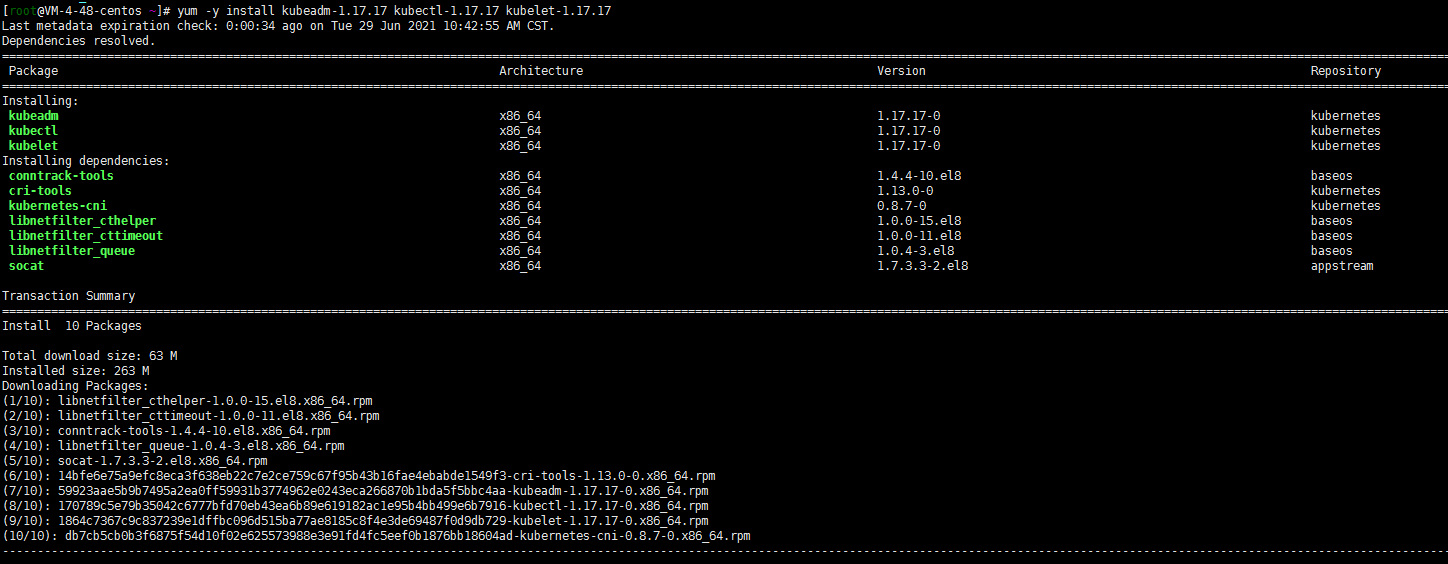 [root@VM-4-48-centos ~]# yum -y install kubeadm-1.17.17 kubectl-1.17.17 kubelet-1.17.17
Last metadata expiration check: 0:00:34 ago on Tue 29 Jun 2021 10:42:55 AM CST.
Dependencies resolved.
================================================================================
Package Architecture Version Repository
================================================================================
Installing:
kubeadm x86_64 1.17.17-0 kubernetes
kubectl x86_64 1.17.17-0 kubernetes
kubelet x86_64 1.17.17-0 kubernetes
Installing dependencies:
conntrack-tools x86_64 1.4.4-10.el8 baseos
cri-tools x86_64 1.13.0-0 kubernetes
kubernetes-cni x86_64 0.8.7-0 kubernetes
libnetfilter_cthelper x86_64 1.0.0-15.el8 baseos
libnetfilter_cttimeout x86_64 1.0.0-11.el8 baseos
libnetfilter_queue x86_64 1.0.4-3.el8 baseos
socat x86_64 1.7.3.3-2.el8 appstream
Transaction Summary
================================================================================
Install  10 Packages
Total download size: 63 M
Installed size: 263 M
Downloading Packages:
(1/10): libnetfilter_cthelper-1.0.0-15.el8.x86_64.rpm
(2/10): libnetfilter_cttimeout-1.0.0-11.el8.x86_64.rpm
(3/10): conntrack-tools-1.4.4-10.el8.x86_64.rpm
(4/10): libnetfilter_queue-1.0.4-3.el8.x86_64.rpm
(5/10): socat-1.7.3.3-2.el8.x86_64.rpm
(6/10): 14bfe6e75a9efc8eca3f638eb22c7e2ce759c67f95b43b16fae4ebabde1549f3-cri-tools-1.13.0-0.x86_64.rpm
(7/10): 59923aae5b9b7495a2ea0ff59931b3774962e0243eca266870b1bda5f5bbc4aa-kubeadm-1.17.17-0.x86_64.rpm
(8/10): 170789c5e79b35042c6777bfd70eb43ea6b89e619182ac1e95b4bb499e6b7916-kubectl-1.17.17-0.x86_64.rpm
(9/10): 1864c7367c9c837239e1dffbc096d515ba77ae8185c8f4e3de69487f0d9db729-kubelet-1.17.17-0.x86_64.rpm
(10/10): db7cb5cb0b3f6875f54d10f02e625573988e3e91fd4fc5eef0b1876bb18604ad-kubernetes-cni-0.8.7-0.x86_64.rpm
--------------------------------------------------------------------------------